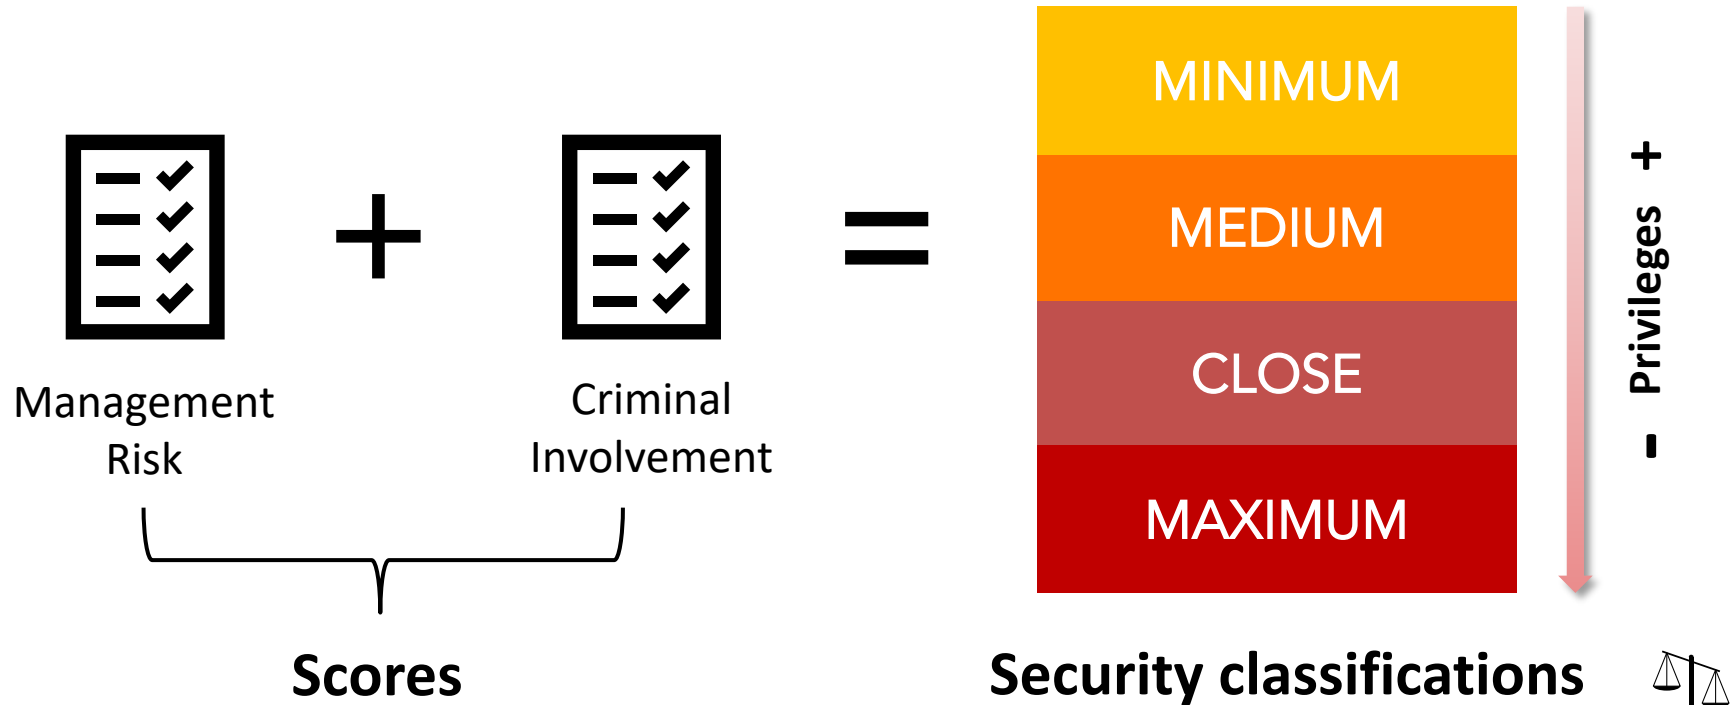 Management
Risk
+
Criminal
Involvement
=
Scores
MINIMUM
MEDIUM
CLOSE
MAXIMUM
- Privileges +
Security classifications